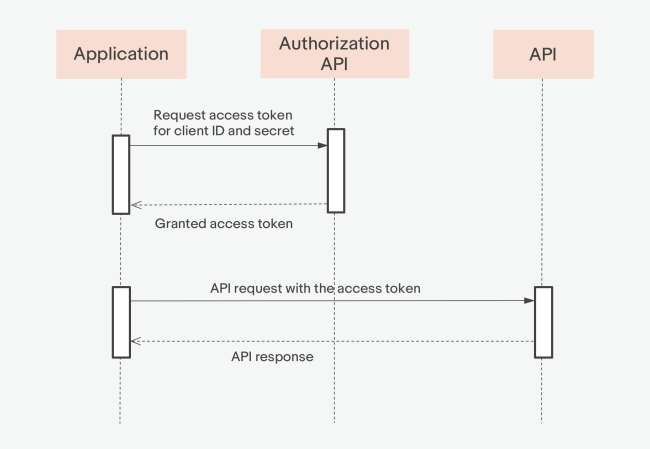 Application
Authorization
API
API
Request access token
for client ID and secret
Granted access token
API request with the access token
API response